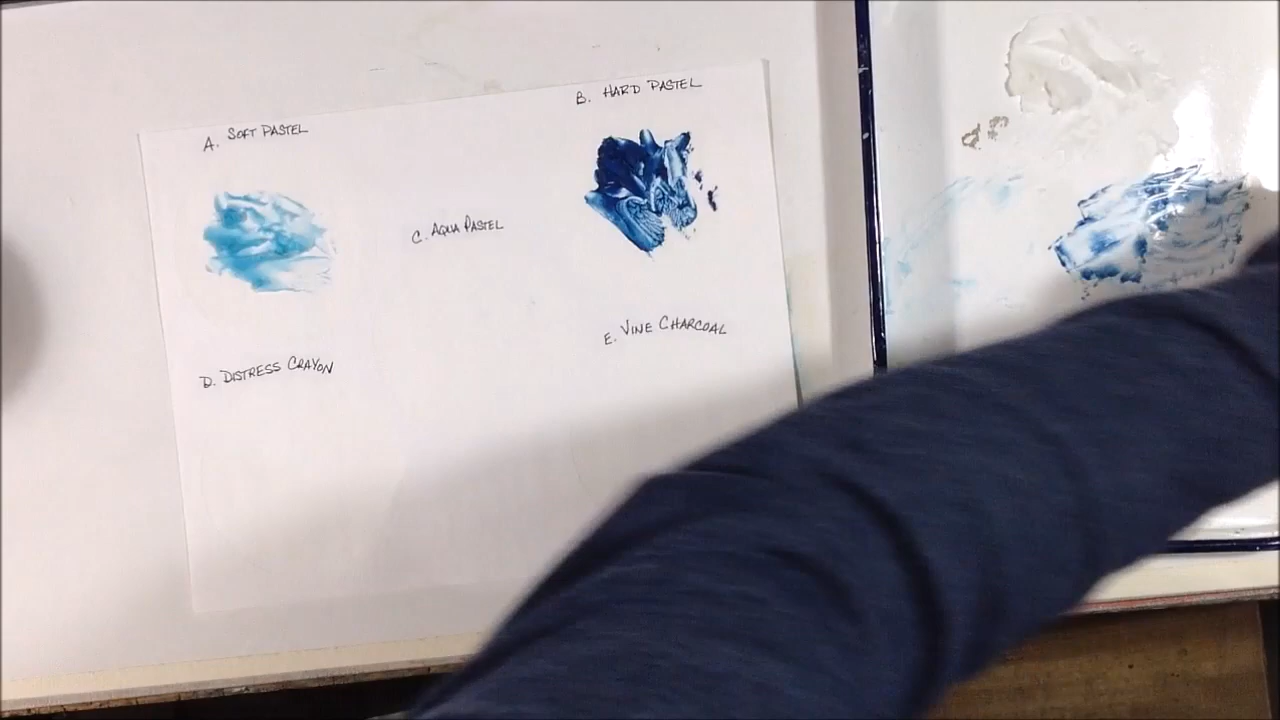 A. SOFT PASTEL
B. HARD PASTEL
C. AQUA PASTEL
D. DISTRESS CRAYON
E. VINE CHARCOAL